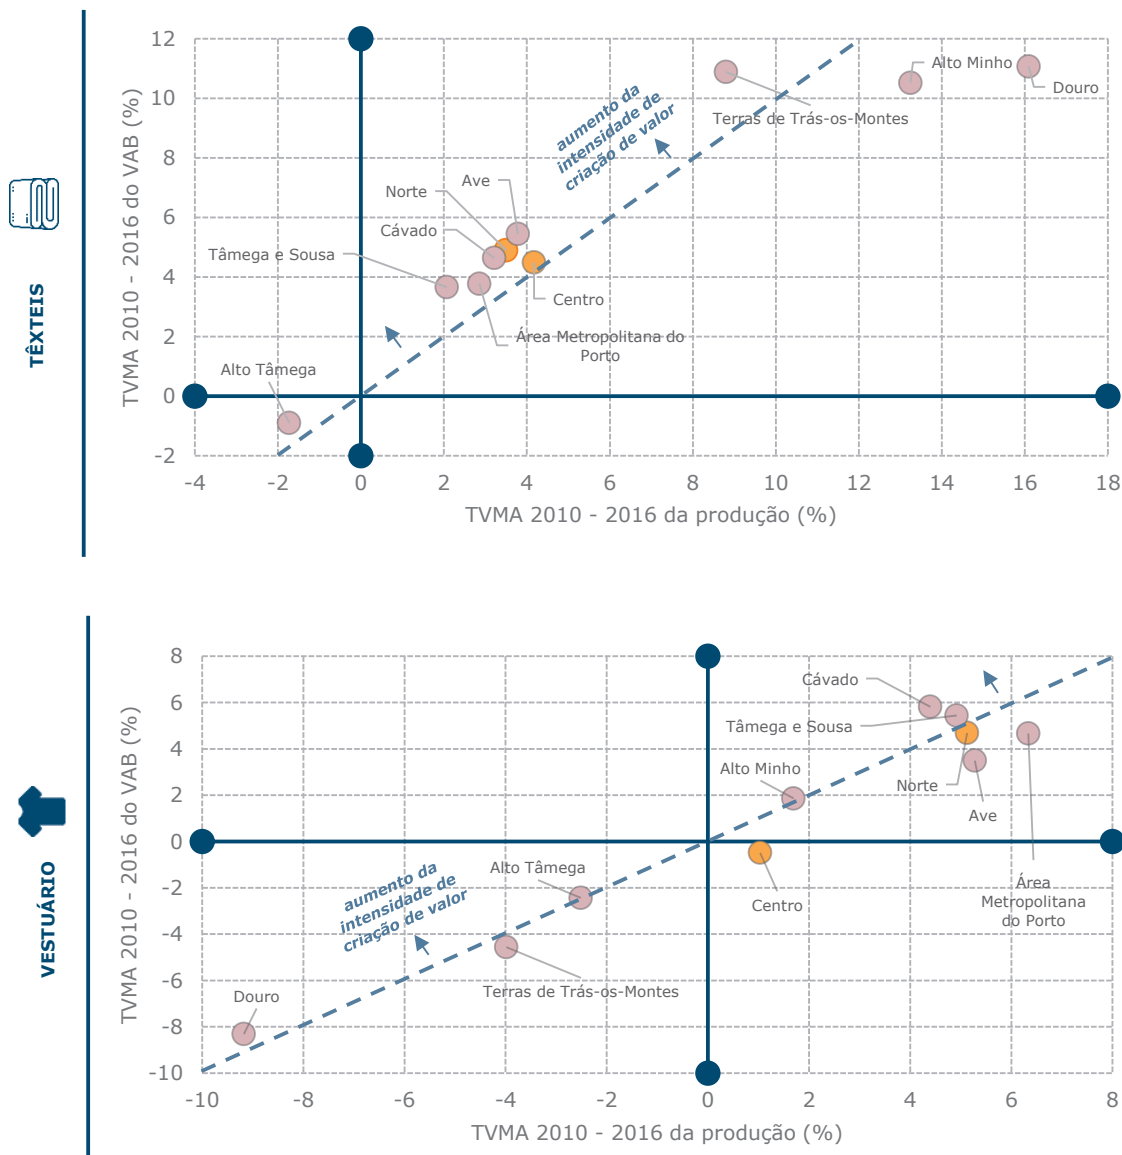 TÊXTEIS
TVMA 2010 - 2016 do VAB (%)
12
10
8
6
4
2
0
-2
-4
-2
0
2
4
6
8
10
12
14
16
18
TVMA 2010 - 2016 da produção (%)
aumento da
intensidade de
criação de valor
Alto Minho
Douro
Terras de Trás-os-Montes
Ave
Norte
Cávado
Tâmega e Sousa
Centro
Área Metropolitana do
Porto
Alto Tâmega
VESTUÁRIO
TVMA 2010 - 2016 do VAB (%)
8
6
4
2
0
-2
-4
-6
-8
-10
-10
-8
-6
-4
-2
0
2
4
6
8
TVMA 2010 - 2016 da produção (%)
Cávado
Tâmega e Sousa
Alto Minho
Norte
Ave
Área
Metropolitana
do Porto
Centro
Alto Tâmega
aumento da
intensidade de
criação de valor
Terras de Trás-os-Montes
Douro